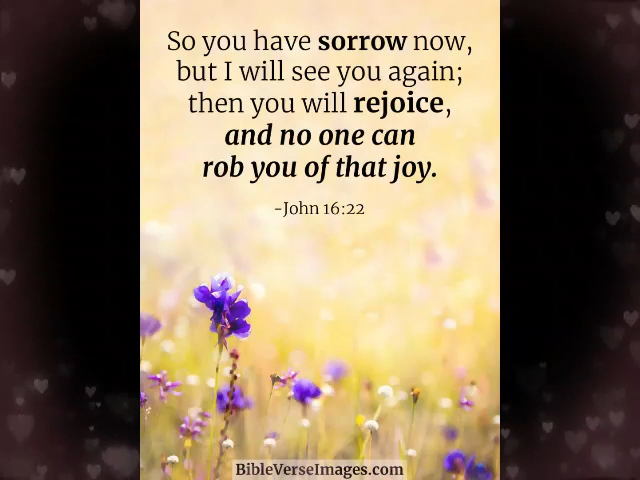 So you have sorrow now,
but I will see you again;
then you will rejoice,
and no one can
rob you of that joy.
-John 16:22
BibleVerseImages.com